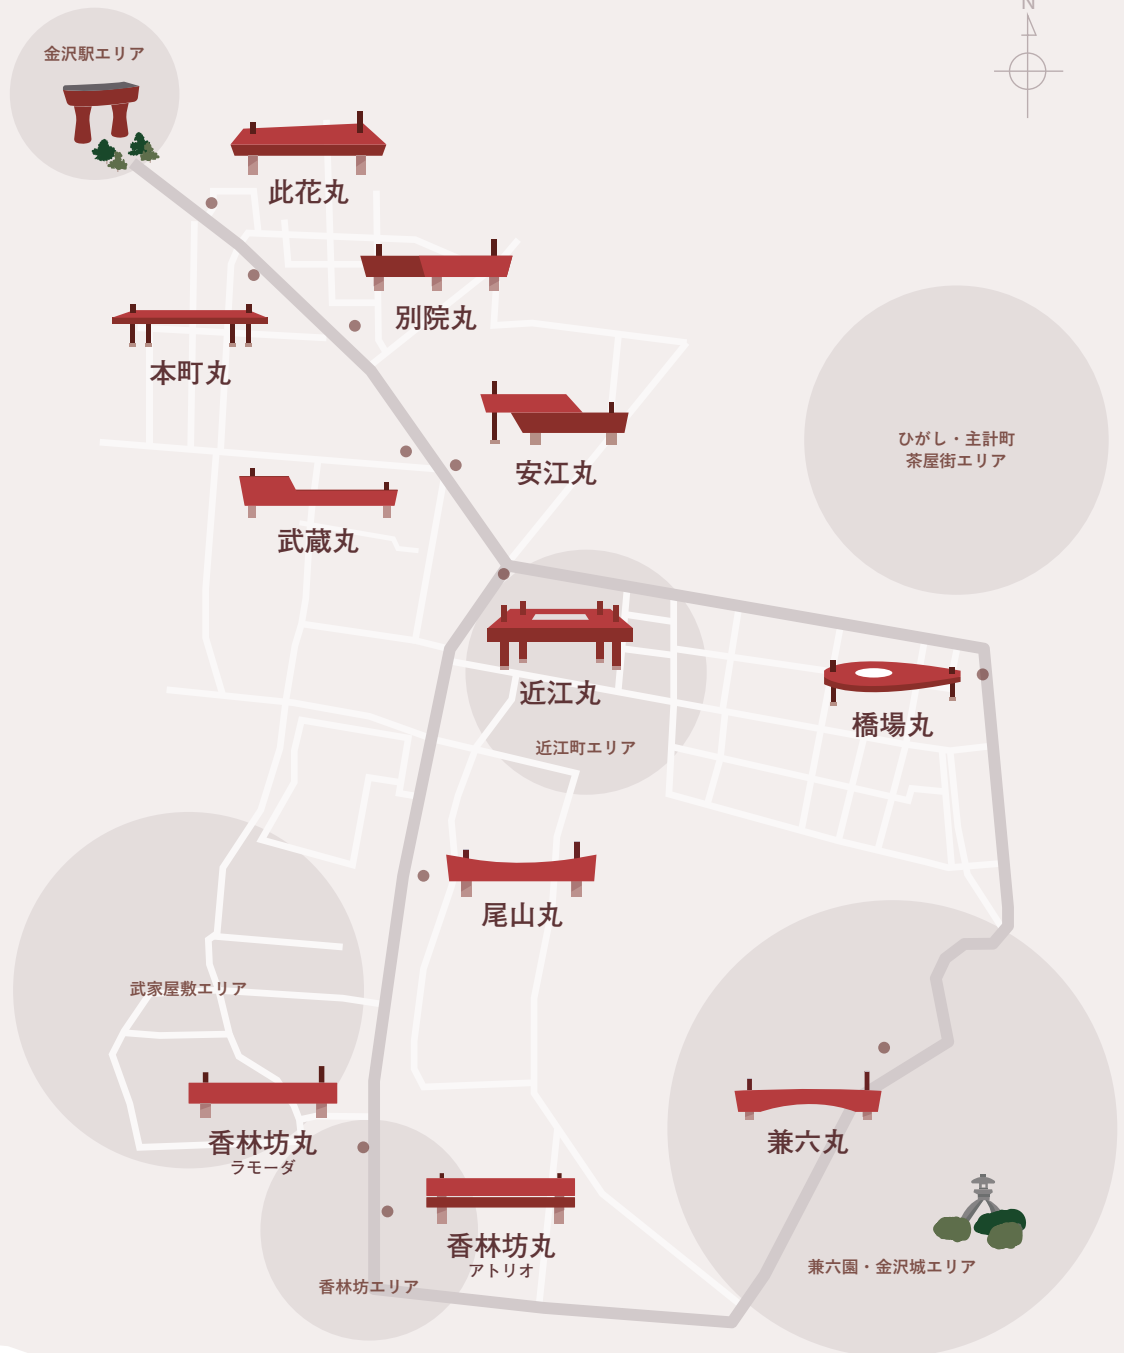 N
金沢駅エリア
此花丸
別院丸
本町丸
安江丸
ひがし・主計町
茶屋街エリア
武蔵丸
近江丸
橋場丸
近江町エリア
尾山丸
武家屋敷エリア
香林坊丸
ラモーダ
兼六丸
香林坊丸
アトリオ
兼六園・金沢城エリア
香林坊エリア